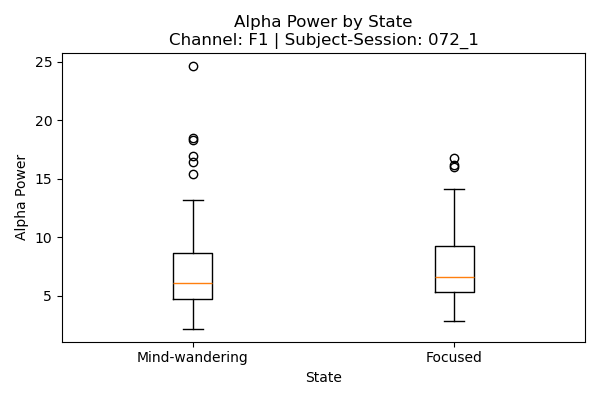 Alpha Power by State
Channel: F1 | Subject-Session: 072_1
25
20
15
10
5
Alpha Power
Mind-wandering
Focused
State